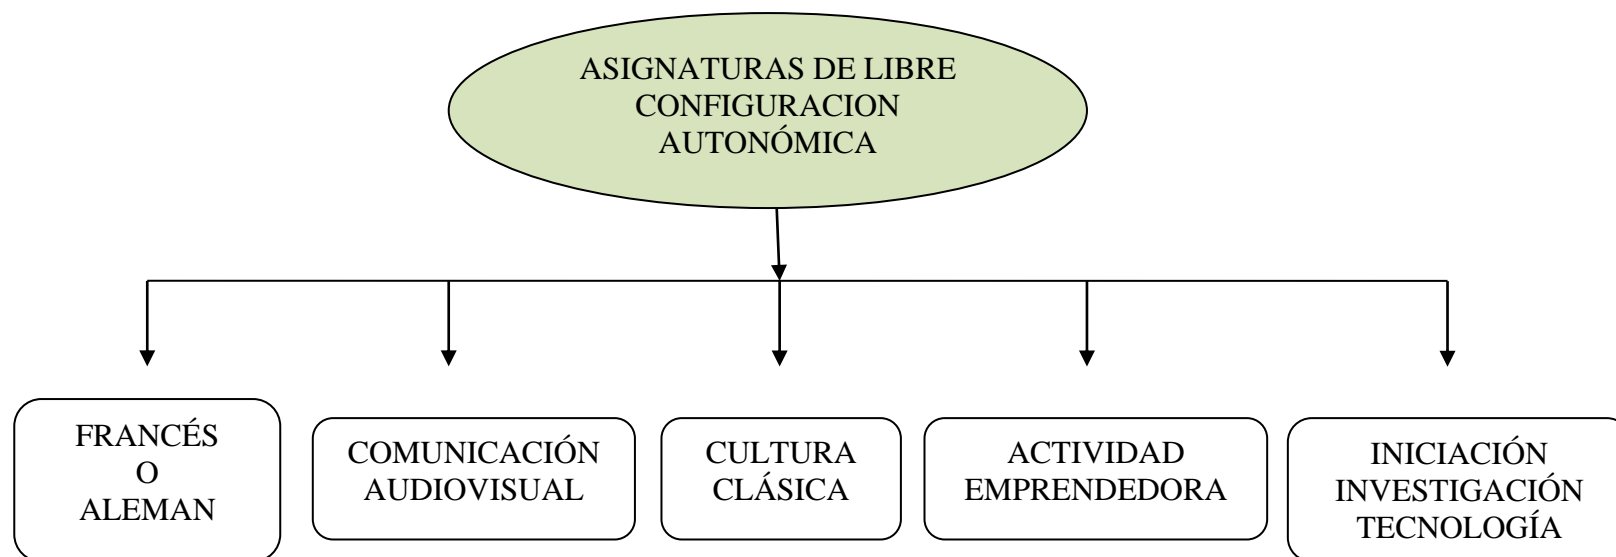 ASIGNATURAS DE LIBRE
CONFIGURACION
AUTONÓMICA
FRANCÉS
O
ALEMAN
COMUNICACIÓN
AUDIOVISUAL
CULTURA
CLÁSICA
ACTIVIDAD
EMPRENDEDORA
INICIACIÓN
INVESTIGACIÓN
TECNOLOGÍA